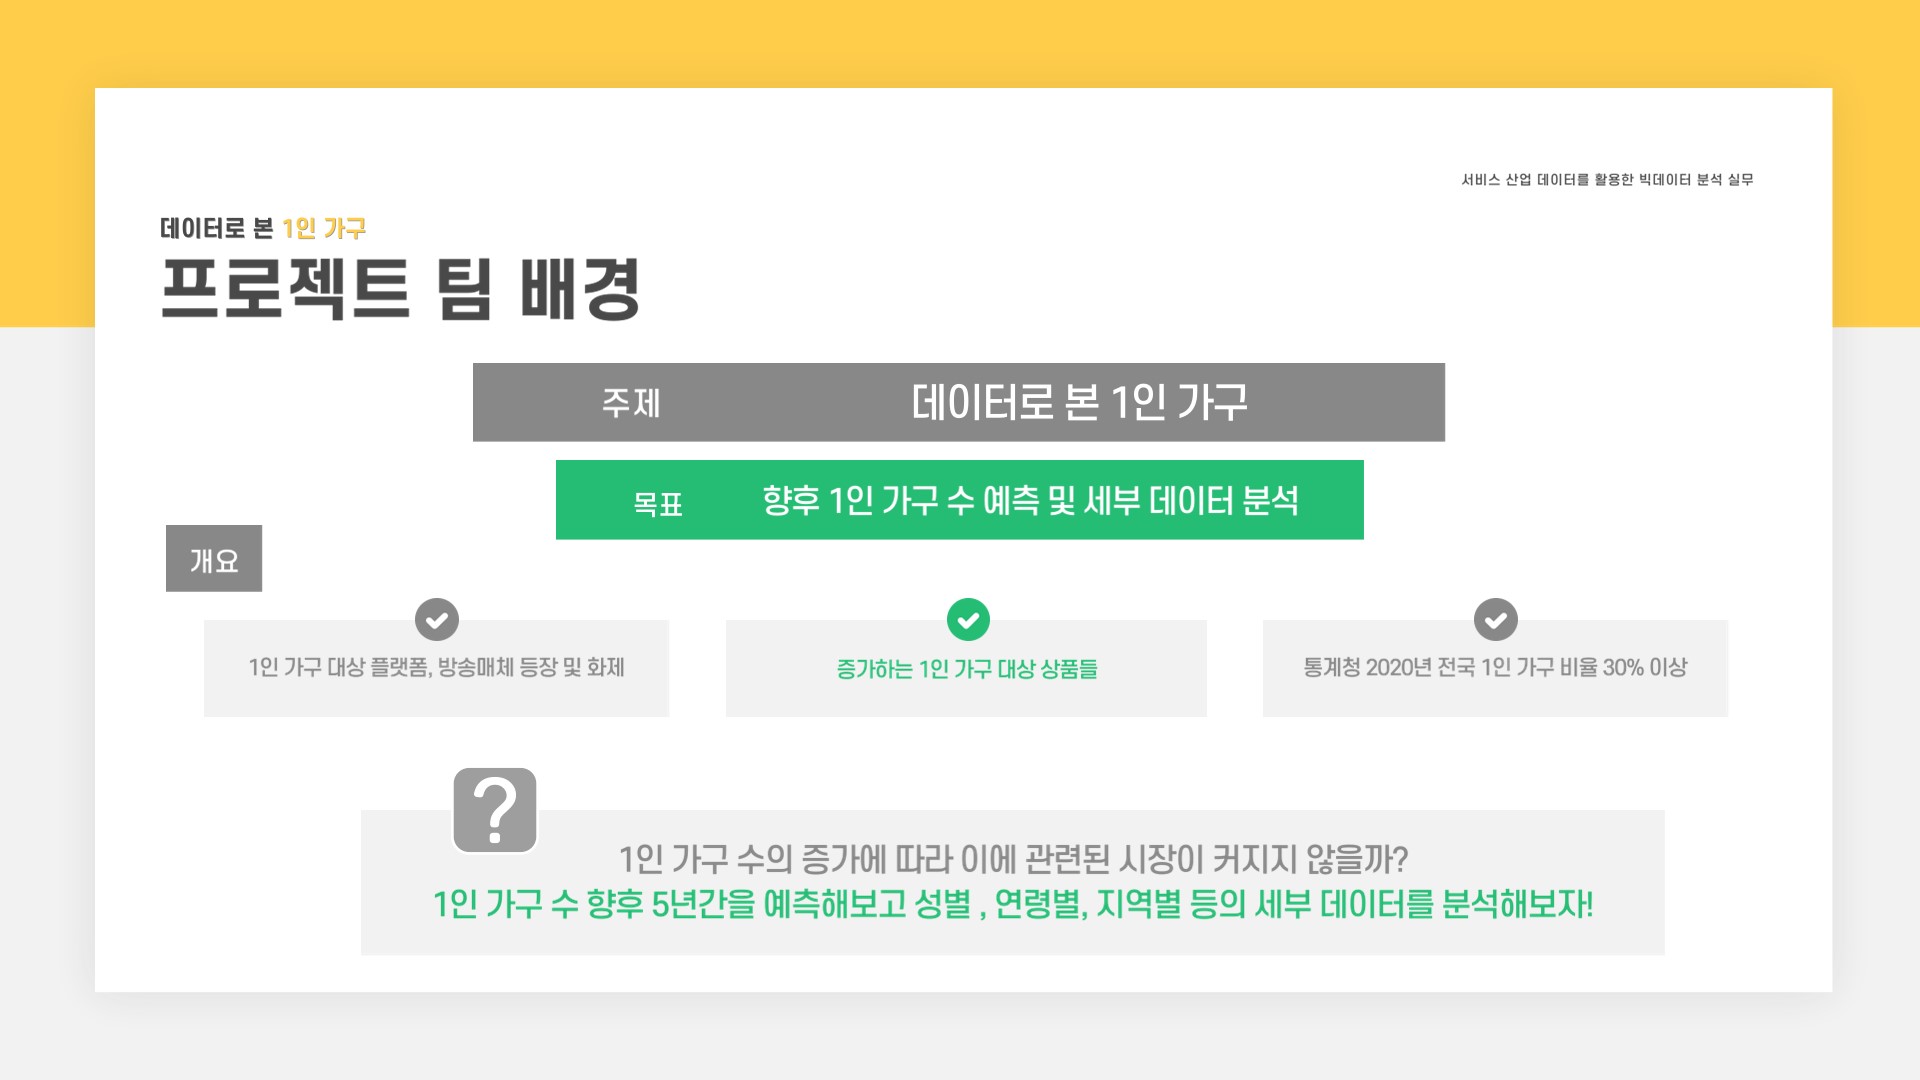 서비스 산업 데이터를 활용한 빅데이터 분석 실무
데이터로 본 1인 가구
프로젝트 팀 배경
주제 데이터로 본 1인 가구
목표 향후 1인 가구 수 예측 및 세부 데이터 분석
개요
1인 가구 대상 플랫폼, 방송매체 등장 및 화제
증가하는 1인 가구 대상 상품들
통계청 2020년 전국 1인 가구 비율 30% 이상
?
1인 가구 수의 증가에 따라 이에 관련된 시장이 커지지 않을까?
1인 가구 수 향후 5년간을 예측해보고 성별 , 연령별, 지역별 등의 세부 데이터를 분석해보자!